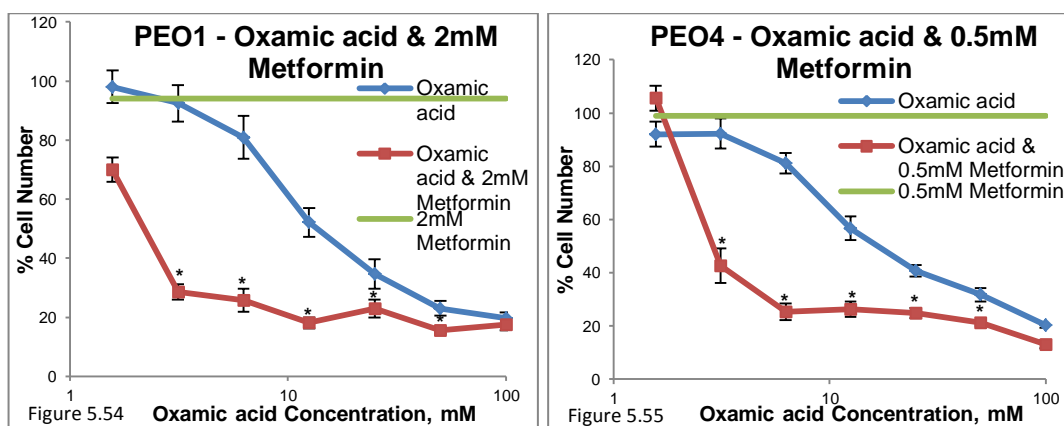 PEO1 - Oxamic acid & 2mM
Metformin
120
100
80
60
40
20
0
% Cell Number
1
10
100
Oxamic acid Concentration, mM
Oxamic
acid
Oxamic
acid & 2mM
Metformin
2mM
Metformin
*
*
*
*
*
Figure 5.54
PEO4 - Oxamic acid & 0.5mM
Metformin
120
100
80
60
40
20
0
% Cell Number
1
10
100
Oxamic acid Concentration, mM
Oxamic acid
Oxamic acid &
0.5mM Metformin
0.5mM Metformin
*
*
*
*
*
Figure 5.55